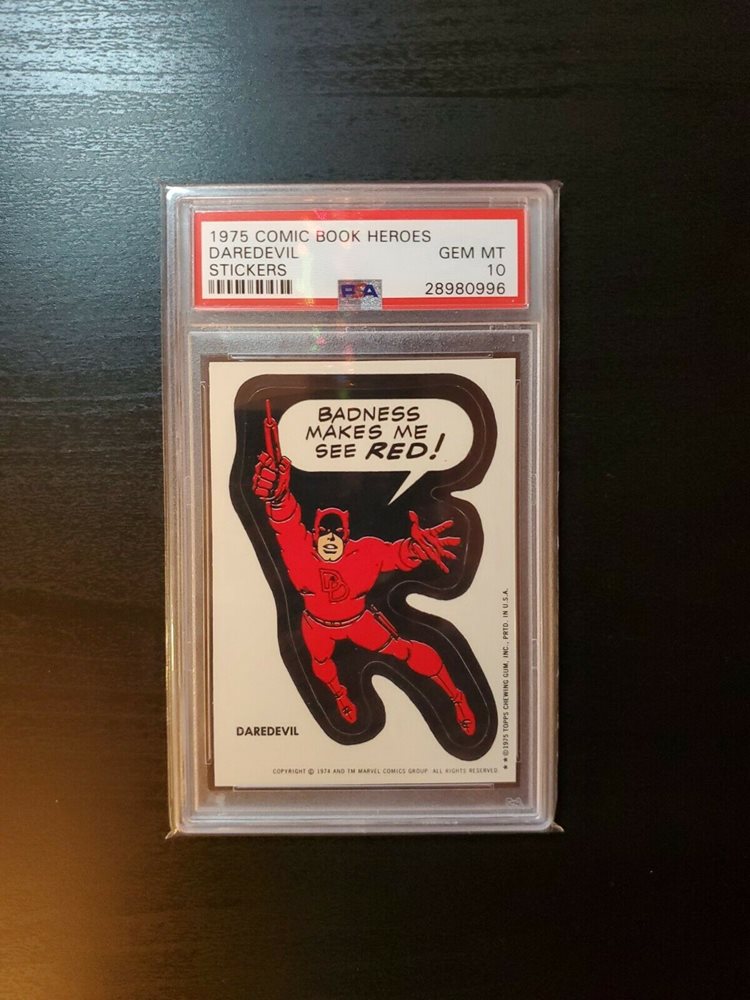 1975 COMIC BOOK HEROES
DAREDEVIL GEM MT
STICKERS 10
PSA 28980996
BADNESS
MAKES ME
SEE RED!
DD
DAREDEVIL
COPYRIGHT © 1974 AND TM MARVEL COMICS GROUP. ALL RIGHTS RESERVED.
**©1975 TOPPS CHEWING GUM, INC., PRTD. IN U.S.A.